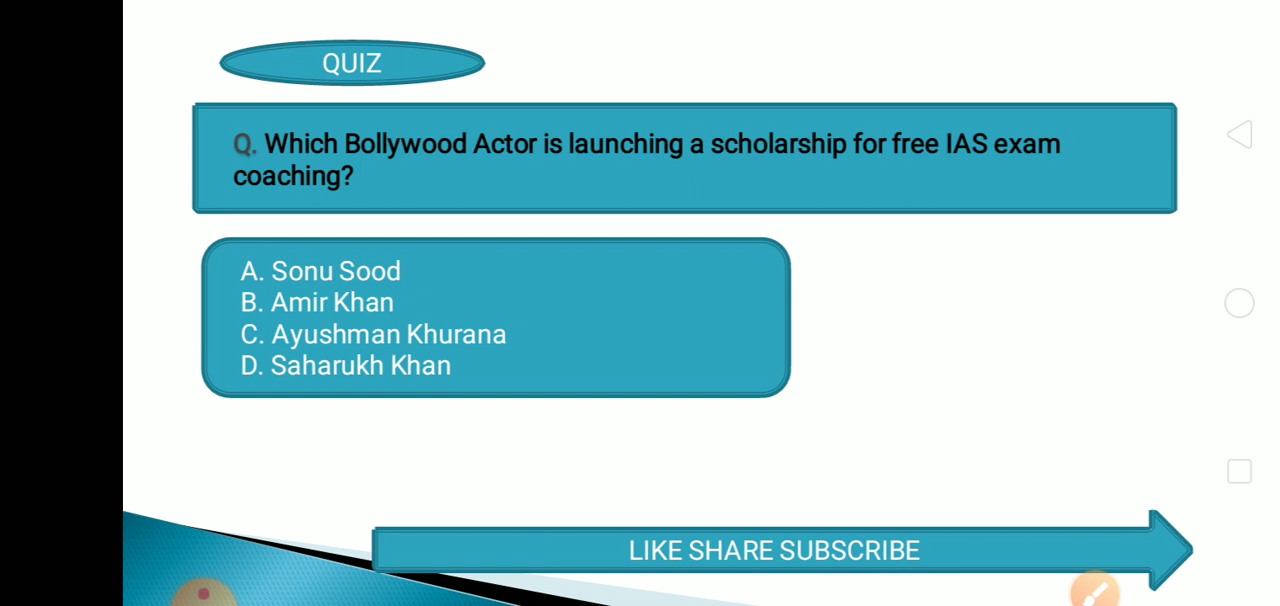 QUIZ
Q. Which Bollywood Actor is launching a scholarship for free IAS exam
coaching?
A. Sonu Sood
B. Amir Khan
C. Ayushman Khurana
D. Saharukh Khan
LIKE SHARE SUBSCRIBE